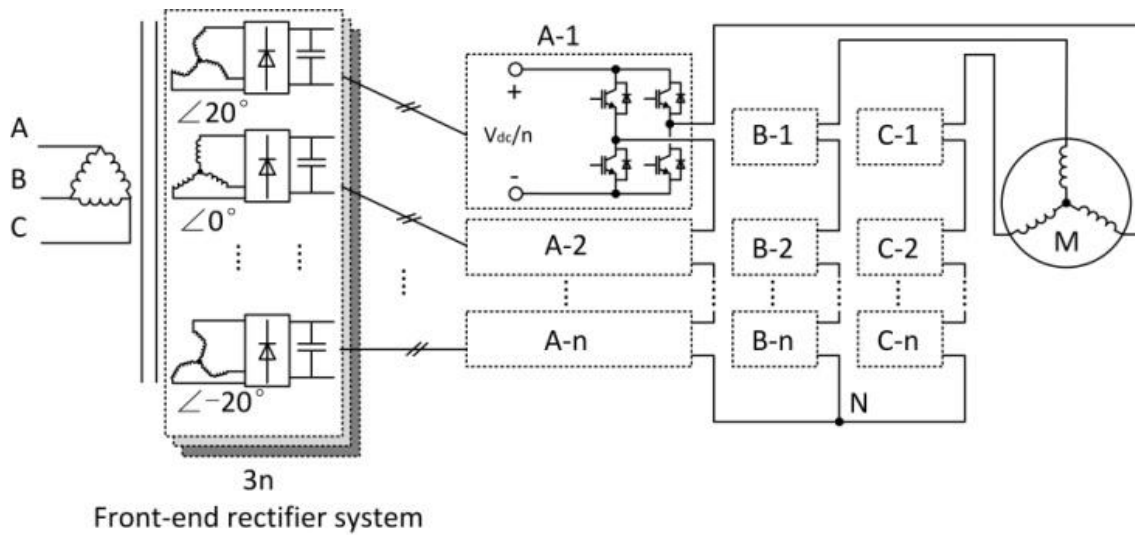 A-1
∠20°
+
Vdc/n
-
A
B
C
∠0°
B-1
C-1
M
A-2
B-2
C-2
A-n
B-n
C-n
∠-20°
N
3n
Front-end rectifier system